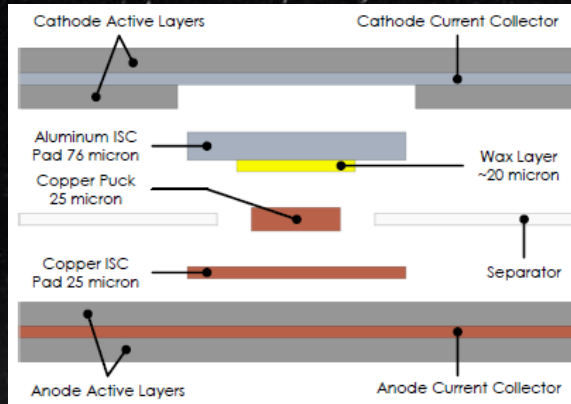 Cathode Active Layers
Cathode Current Collector
Aluminum ISC
Pad 76 micron
Wax Layer
~20 micron
Copper Puck
25 micron
Copper ISC
Pad 25 micron
Separator
Anode Active Layers
Anode Current Collector